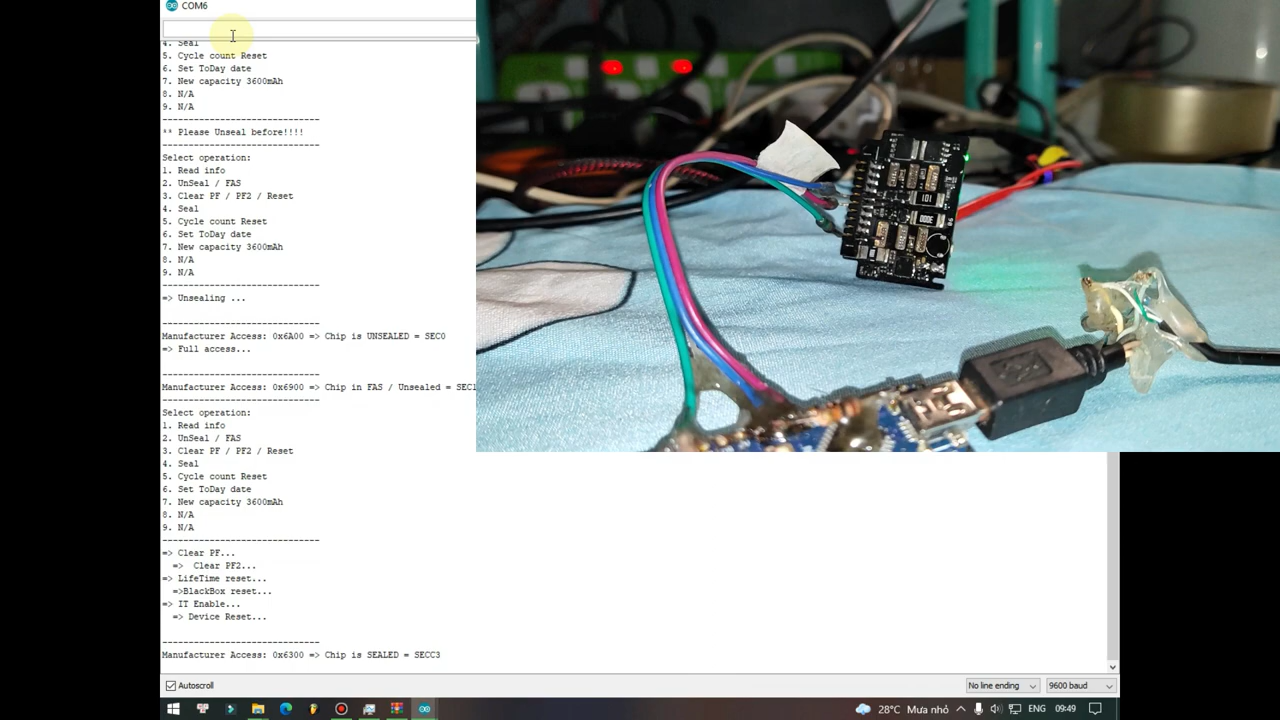 COM6
4. Seal
5. Cycle count Reset
6. Set ToDay date
7. New capacity 3600mAh
8. N/A
9. N/A
------------------------------
** Please Unseal before!!!!
------------------------------
Select operation:
1. Read info
2. UnSeal / FAS
3. Clear PF / PF2 / Reset
4. Seal
5. Cycle count Reset
6. Set ToDay date
7. New capacity 3600mAh
8. N/A
9. N/A
------------------------------
=> Unsealing ...
------------------------------
Manufacturer Access: 0x6A00 => Chip is UNSEALED = SEC0
=> Full access...
------------------------------
Manufacturer Access: 0x6900 => Chip in FAS / Unsealed = SEC1
------------------------------
Select operation:
1. Read info
2. UnSeal / FAS
3. Clear PF / PF2 / Reset
4. Seal
5. Cycle count Reset
6. Set ToDay date
7. New capacity 3600mAh
8. N/A
9. N/A
------------------------------
=> Clear PF...
=> Clear PF2...
=> LifeTime reset...
=>BlackBox reset...
=> IT Enable...
=> Device Reset...
------------------------------
Manufacturer Access: 0x6300 => Chip is SEALED = SECC3
101
000E
Autoscroll
No line ending
9600 baud
28°C Mưa nhỏ
ENG
09:49